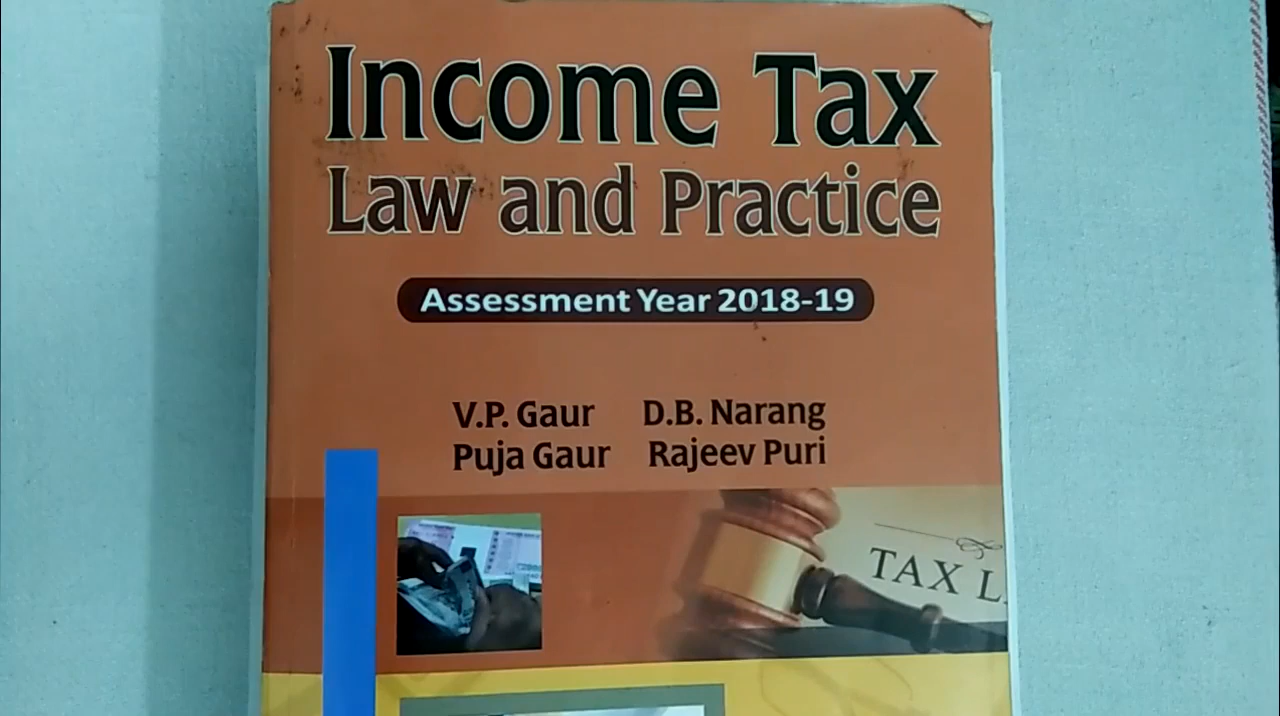 Income Tax
Law and Practice
Assessment Year 2018-19
V.P. Gaur D.B. Narang
Puja Gaur Rajeev Puri
TAX L